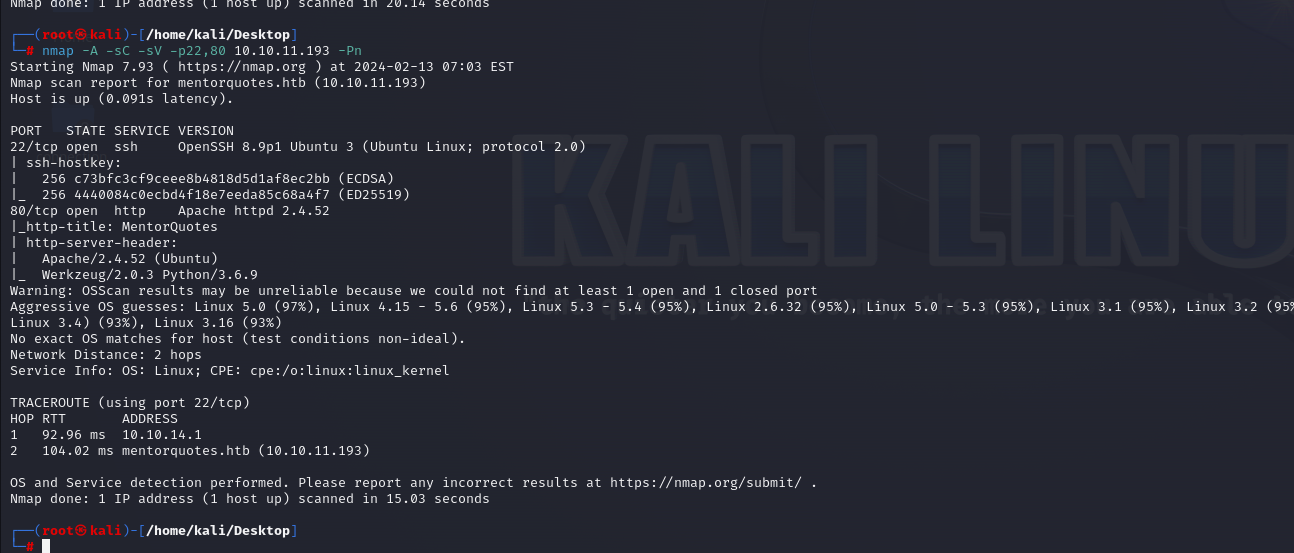 Nmap done: 1 IP address (1 host up) scanned in 20.14 seconds
┌──(root㉿kali)-[/home/kali/Desktop]
└─# nmap -A -sC -sV -p22,80 10.10.11.193 -Pn
Starting Nmap 7.93 ( https://nmap.org ) at 2024-02-13 07:03 EST
Nmap scan report for mentorquotes.htb (10.10.11.193)
Host is up (0.091s latency).
PORT   STATE SERVICE VERSION
22/tcp open  ssh     OpenSSH 8.9p1 Ubuntu 3 (Ubuntu Linux; protocol 2.0)
| ssh-hostkey:
|   256 c73bfc3cf9ceee8b4818d5d1af8ec2bb (ECDSA)
|_  256 4440084c0ecbd4f18e7eeda85c68a4f7 (ED25519)
80/tcp open  http    Apache httpd 2.4.52
|_http-title: MentorQuotes
| http-server-header:
|   Apache/2.4.52 (Ubuntu)
|_  Werkzeug/2.0.3 Python/3.6.9
Warning: OSScan results may be unreliable because we could not find at least 1 open and 1 closed port
Aggressive OS guesses: Linux 5.0 (97%), Linux 4.15 - 5.6 (95%), Linux 5.3 - 5.4 (95%), Linux 2.6.32 (95%), Linux 5.0 - 5.3 (95%), Linux 3.1 (95%), Linux 3.2 (95%
Linux 3.4) (93%), Linux 3.16 (93%)
No exact OS matches for host (test conditions non-ideal).
Network Distance: 2 hops
Service Info: OS: Linux; CPE: cpe:/o:linux:linux_kernel
TRACEROUTE (using port 22/tcp)
HOP RTT       ADDRESS
1   92.96 ms  10.10.14.1
2   104.02 ms mentorquotes.htb (10.10.11.193)
OS and Service detection performed. Please report any incorrect results at https://nmap.org/submit/ .
Nmap done: 1 IP address (1 host up) scanned in 15.03 seconds
┌──(root㉿kali)-[/home/kali/Desktop]
└─#
KALI LINU